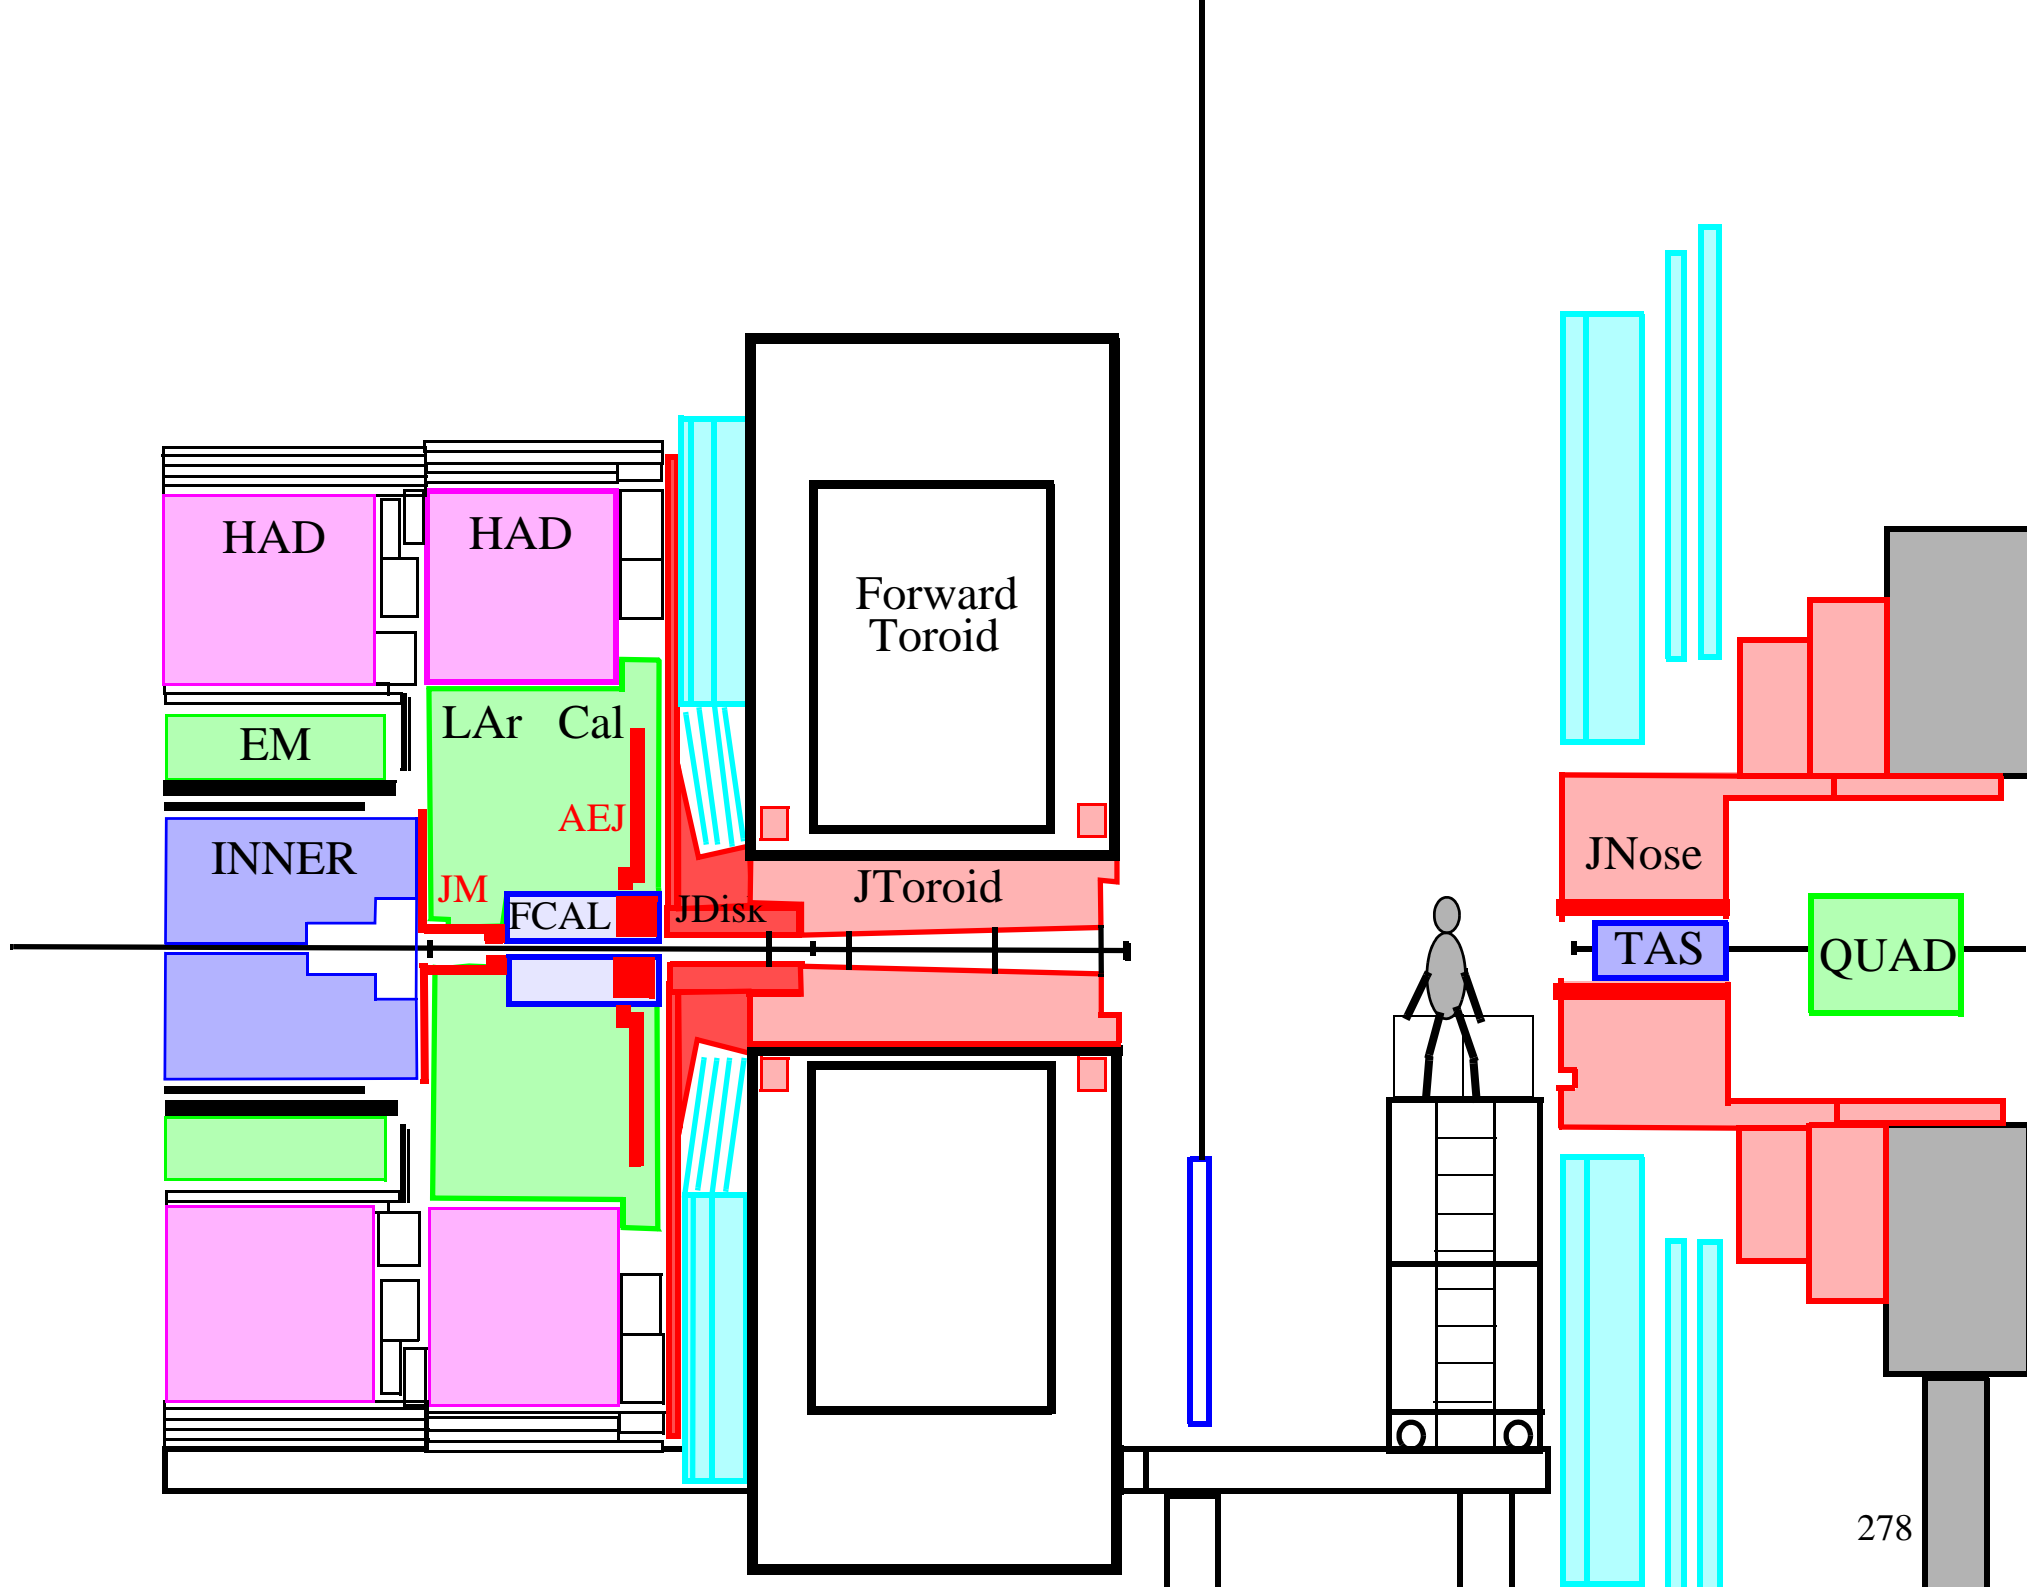 HAD
HAD
Forward
Toroid
LAr Cal
EM
AEJ
INNER
JM
FCAL
JDisk
JToroid
JNose
TAS
QUAD
278